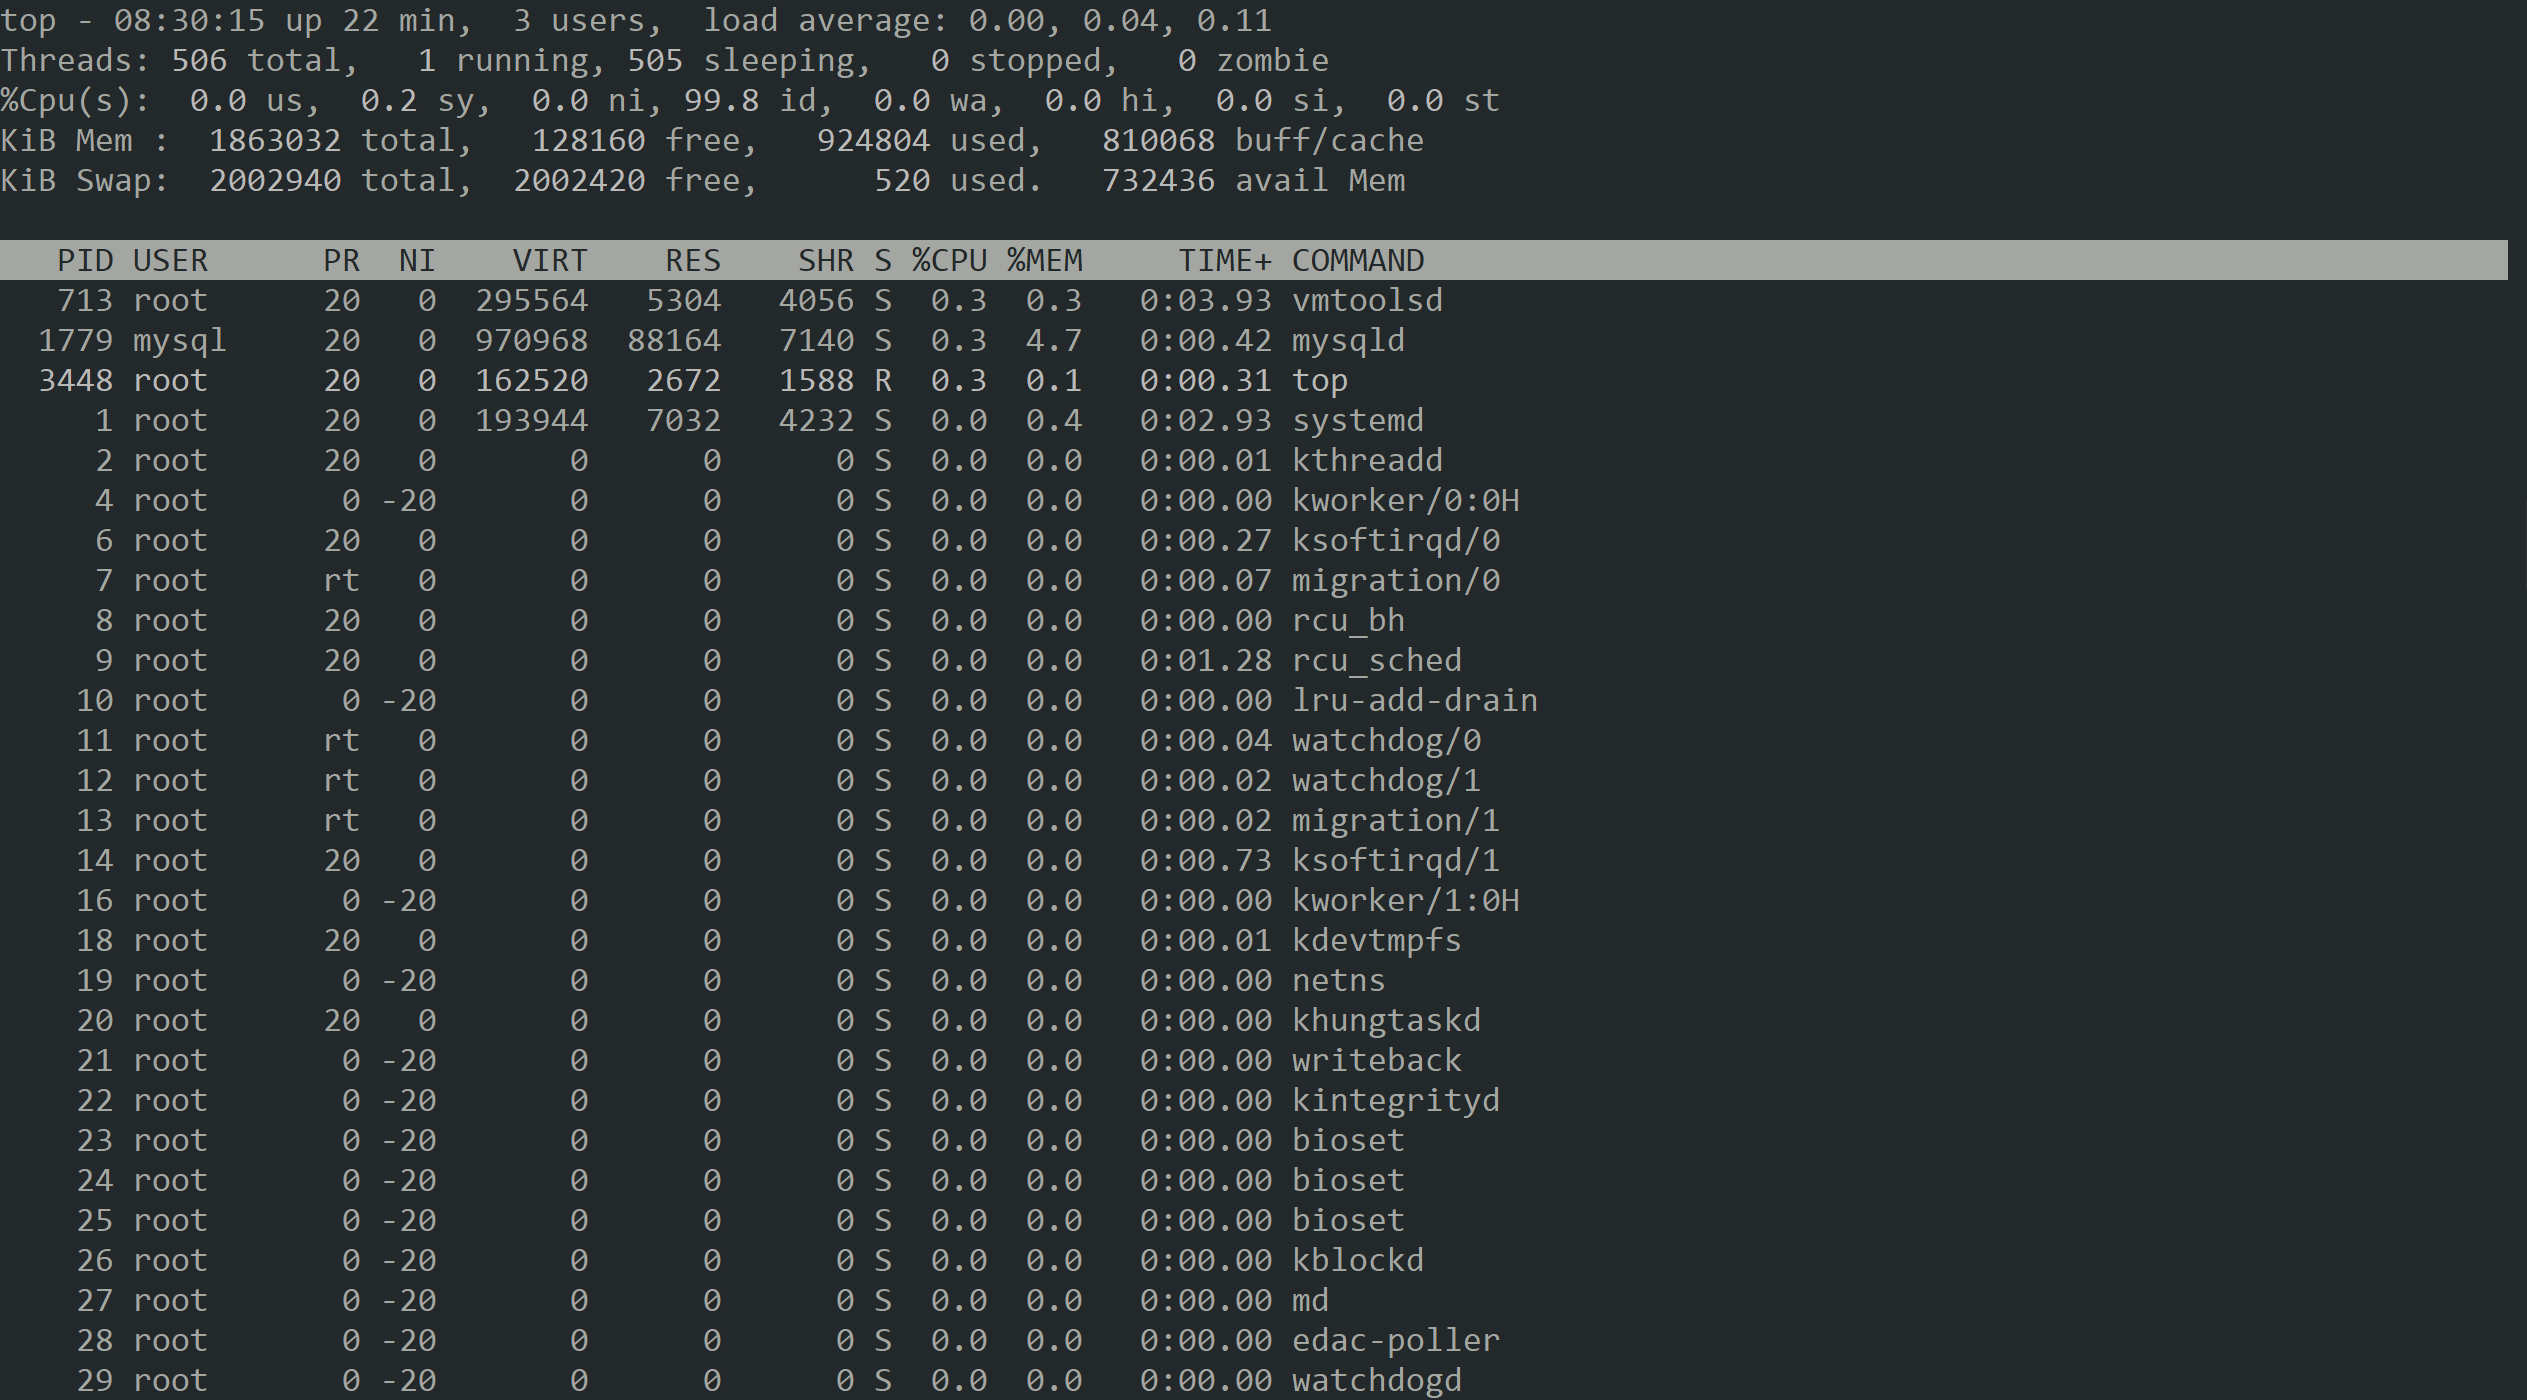 top - 08:30:15 up 22 min,  3 users,  load average: 0.00, 0.04, 0.11
Threads: 506 total,   1 running, 505 sleeping,   0 stopped,   0 zombie
%Cpu(s):  0.0 us,  0.2 sy,  0.0 ni, 99.8 id,  0.0 wa,  0.0 hi,  0.0 si,  0.0 st
KiB Mem :  1863032 total,   128160 free,   924804 used,   810068 buff/cache
KiB Swap:  2002940 total,  2002420 free,      520 used.   732436 avail Mem
PID USER      PR  NI    VIRT    RES    SHR S %CPU %MEM     TIME+ COMMAND
713 root      20   0  295564   5304   4056 S  0.3  0.3   0:03.93 vmtoolsd
1779 mysql     20   0  970968  88164   7140 S  0.3  4.7   0:00.42 mysqld
3448 root      20   0  162520   2672   1588 R  0.3  0.1   0:00.31 top
1 root      20   0  193944   7032   4232 S  0.0  0.4   0:02.93 systemd
2 root      20   0       0      0      0 S  0.0  0.0   0:00.01 kthreadd
4 root       0 -20       0      0      0 S  0.0  0.0   0:00.00 kworker/0:0H
6 root      20   0       0      0      0 S  0.0  0.0   0:00.27 ksoftirqd/0
7 root      rt   0       0      0      0 S  0.0  0.0   0:00.07 migration/0
8 root      20   0       0      0      0 S  0.0  0.0   0:00.00 rcu_bh
9 root      20   0       0      0      0 S  0.0  0.0   0:01.28 rcu_sched
10 root       0 -20       0      0      0 S  0.0  0.0   0:00.00 lru-add-drain
11 root      rt   0       0      0      0 S  0.0  0.0   0:00.04 watchdog/0
12 root      rt   0       0      0      0 S  0.0  0.0   0:00.02 watchdog/1
13 root      rt   0       0      0      0 S  0.0  0.0   0:00.02 migration/1
14 root      20   0       0      0      0 S  0.0  0.0   0:00.73 ksoftirqd/1
16 root       0 -20       0      0      0 S  0.0  0.0   0:00.00 kworker/1:0H
18 root      20   0       0      0      0 S  0.0  0.0   0:00.01 kdevtmpfs
19 root       0 -20       0      0      0 S  0.0  0.0   0:00.00 netns
20 root      20   0       0      0      0 S  0.0  0.0   0:00.00 khungtaskd
21 root       0 -20       0      0      0 S  0.0  0.0   0:00.00 writeback
22 root       0 -20       0      0      0 S  0.0  0.0   0:00.00 kintegrityd
23 root       0 -20       0      0      0 S  0.0  0.0   0:00.00 bioset
24 root       0 -20       0      0      0 S  0.0  0.0   0:00.00 bioset
25 root       0 -20       0      0      0 S  0.0  0.0   0:00.00 bioset
26 root       0 -20       0      0      0 S  0.0  0.0   0:00.00 kblockd
27 root       0 -20       0      0      0 S  0.0  0.0   0:00.00 md
28 root       0 -20       0      0      0 S  0.0  0.0   0:00.00 edac-poller
29 root       0 -20       0      0      0 S  0.0  0.0   0:00.00 watchdogd